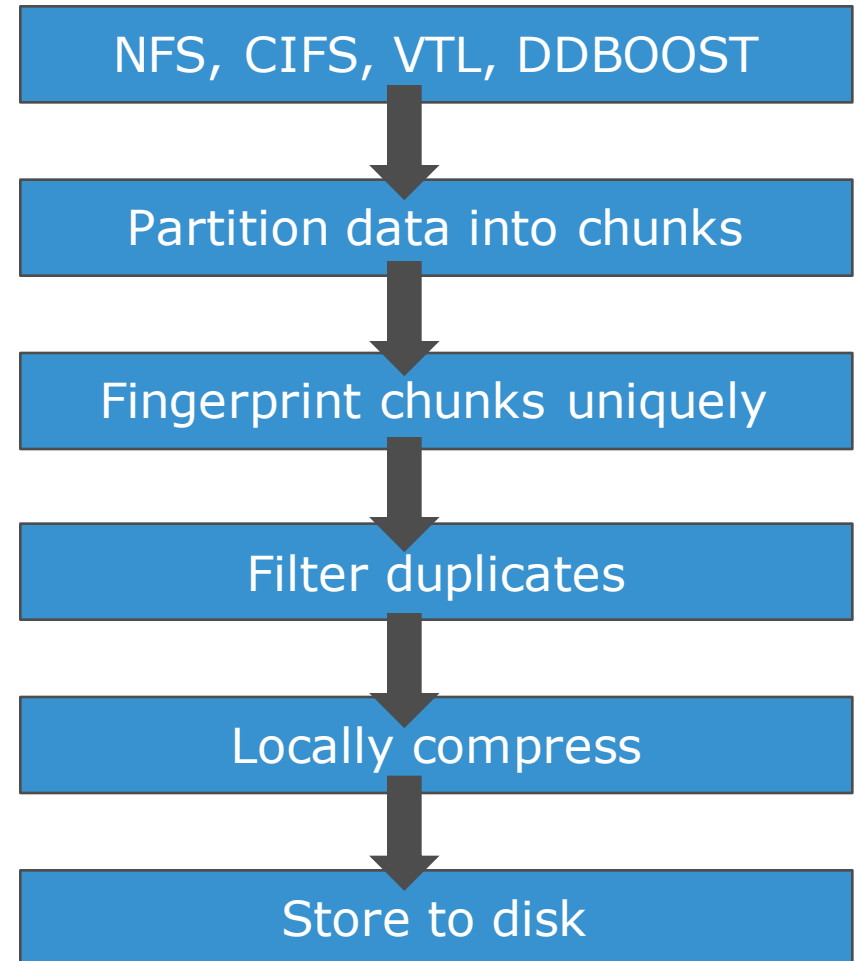 NFS, CIFS, VTL, DDBOOST
Partition data into chunks
Fingerprint chunks uniquely
Filter duplicates
Locally compress
Store to disk